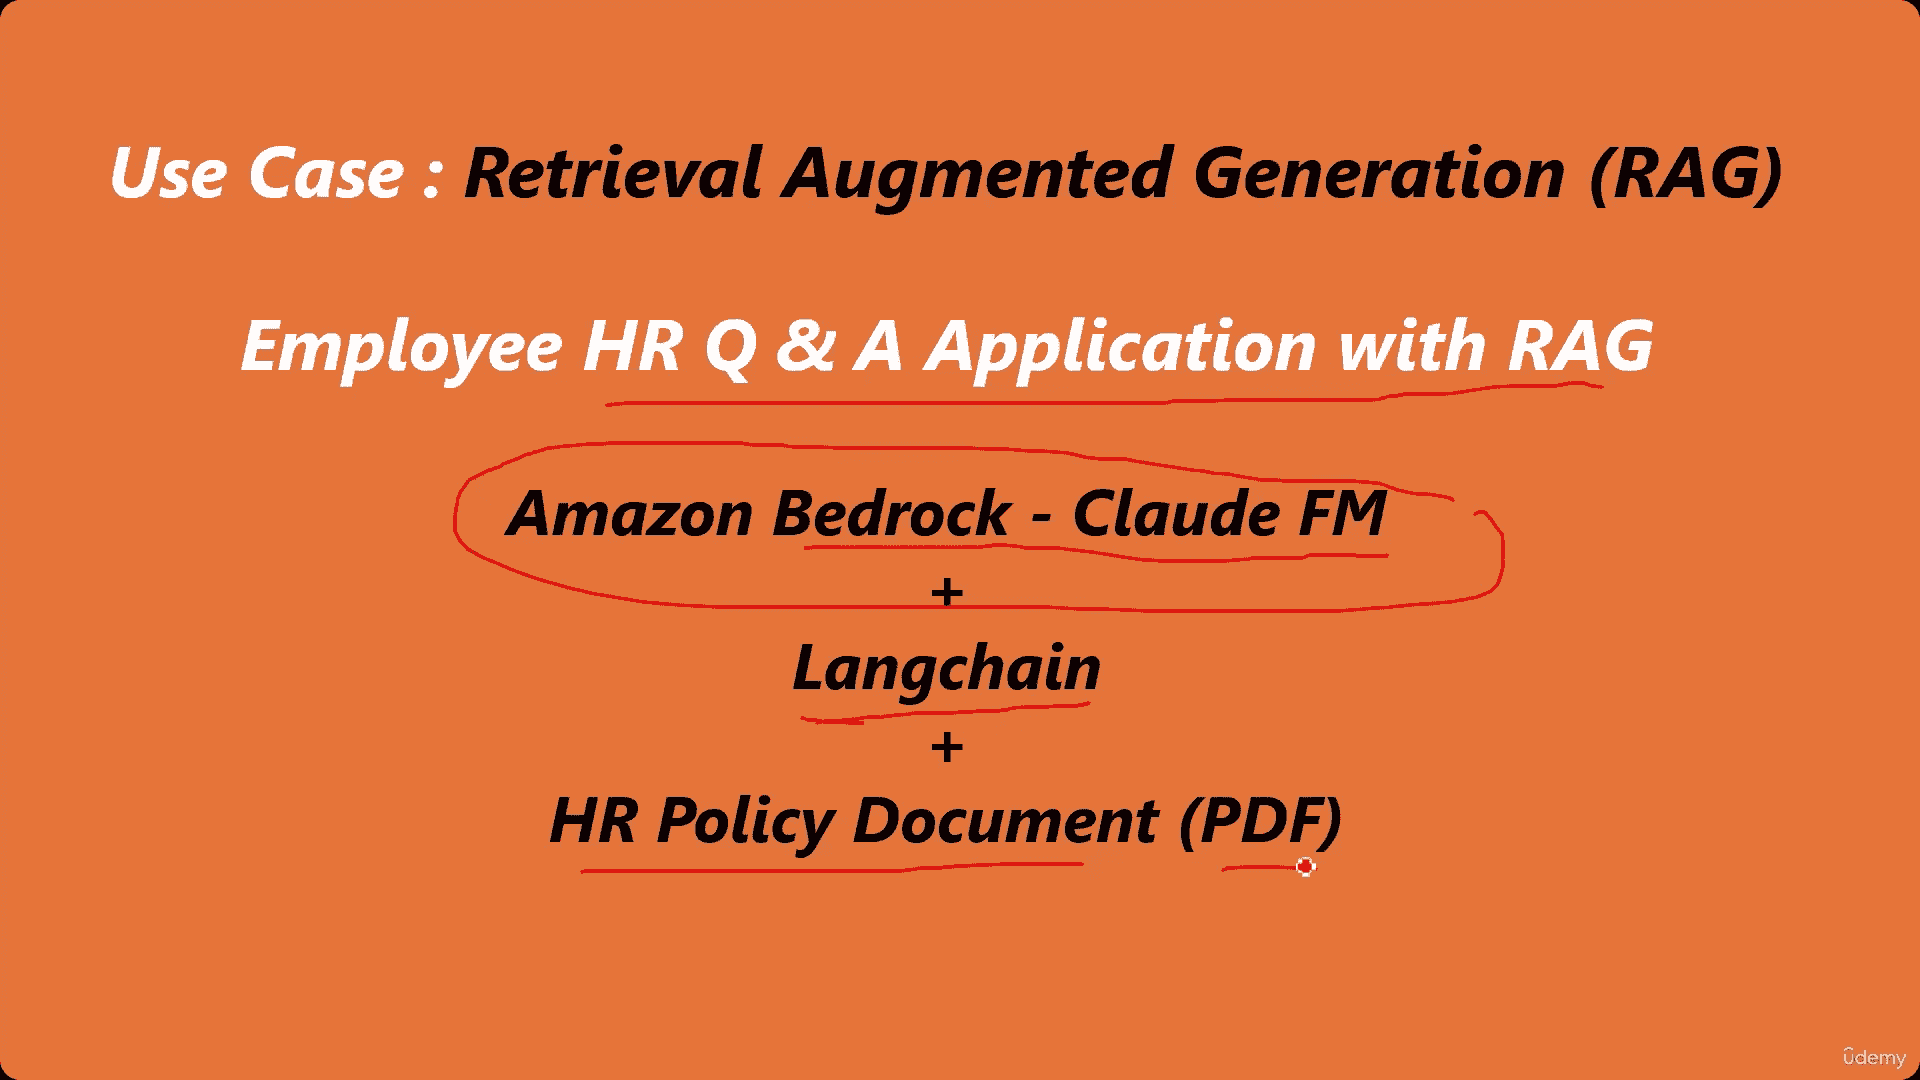 Use Case : Retrieval Augmented Generation (RAG)
Employee HR Q & A Application with RAG
Amazon Bedrock - Claude FM
+
Langchain
+
HR Policy Document (PDF)
udemy